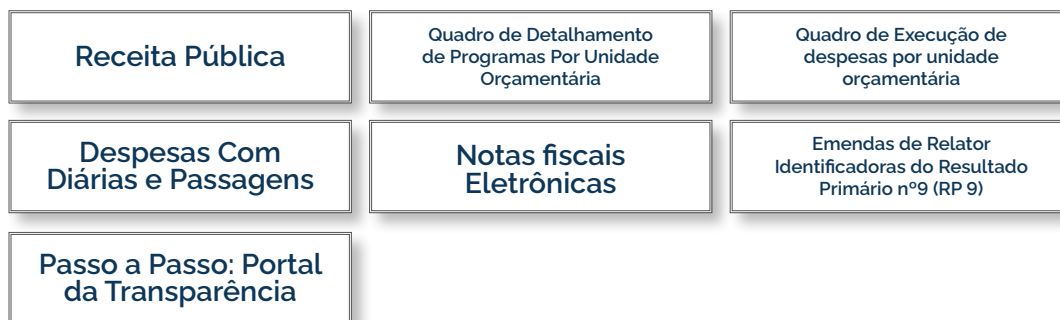 Receita Pública
Quadro de Detalhamento
de Programas Por Unidade
Orçamentária
Quadro de Execução de
despesas por unidade
orçamentária
Despesas Com
Diárias e Passagens
Notas fiscais
Eletrônicas
Emendas de Relator
Identificadoras do Resultado
Primário nº9 (RP 9)
Passo a Passo: Portal
da Transparência